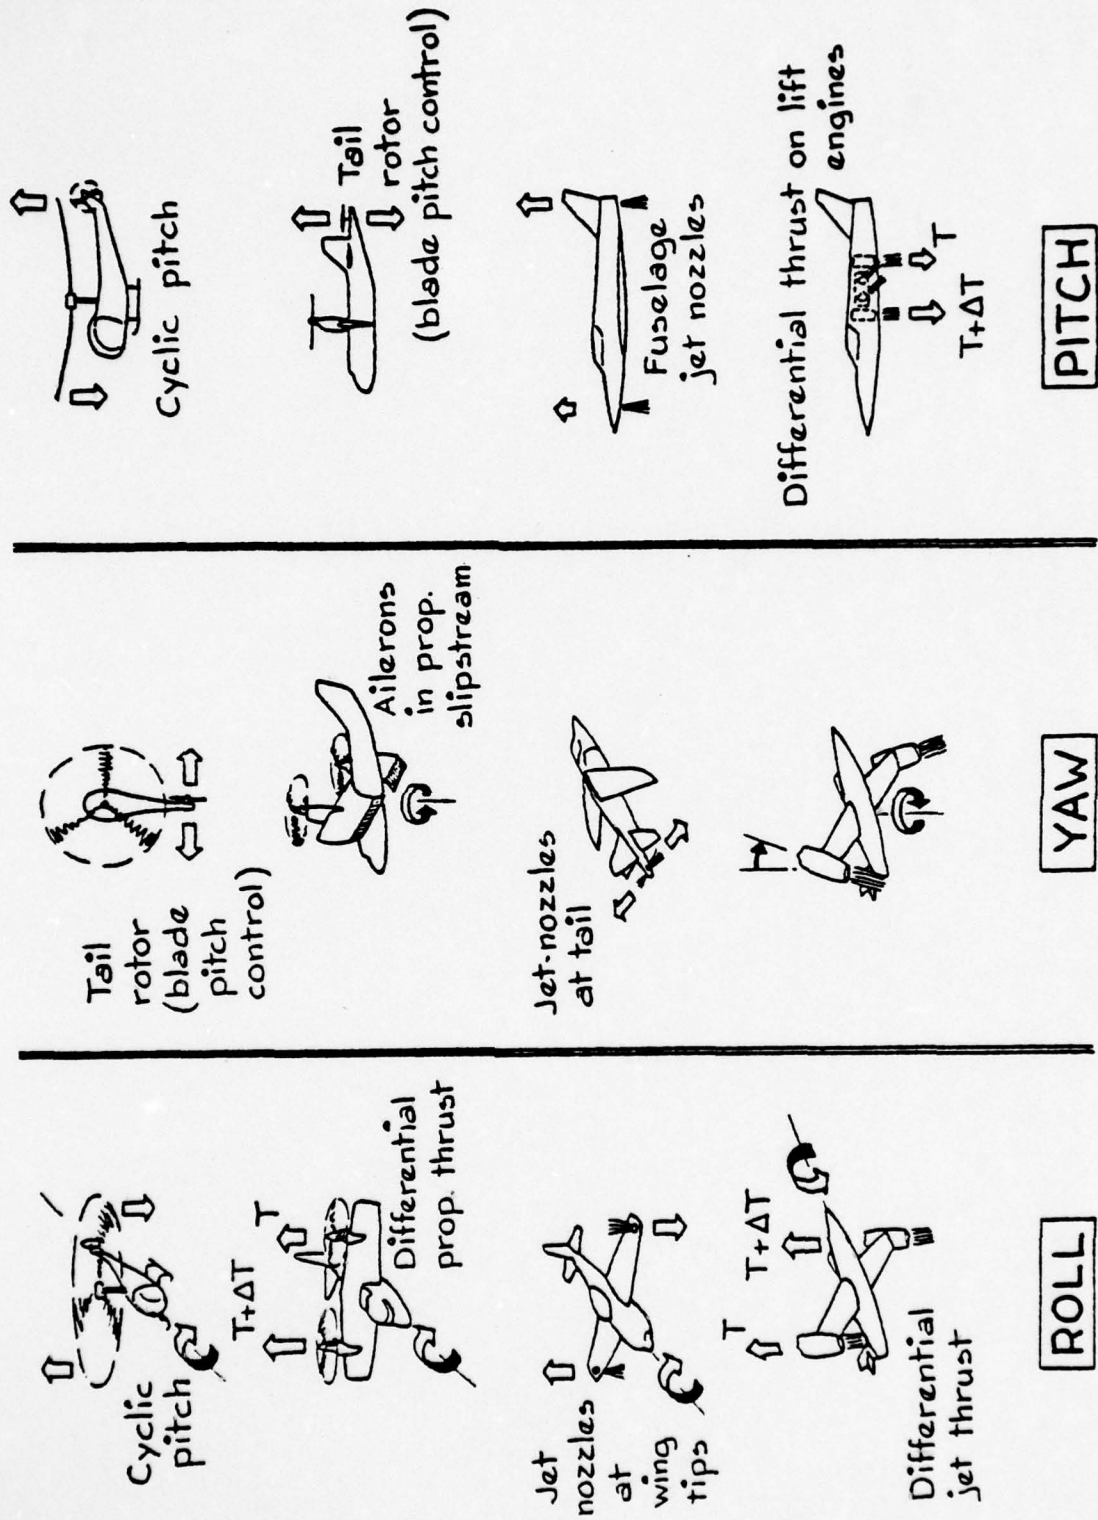 Cyclic
pitch
T+ΔT
T
Differential
prop. thrust
Jet
nozzles
at
wing
tips
T
T+ΔT
Differential
jet thrust
ROLL
Tail
rotor
(blade
pitch
control)
Ailerons
in prop.
slipstream
Jet-nozzles
at tail
YAW
Cyclic pitch
Tail
rotor
(blade pitch control)
Fuselage
jet nozzles
Differential thrust on lift
engines
T+ΔT
T
PITCH